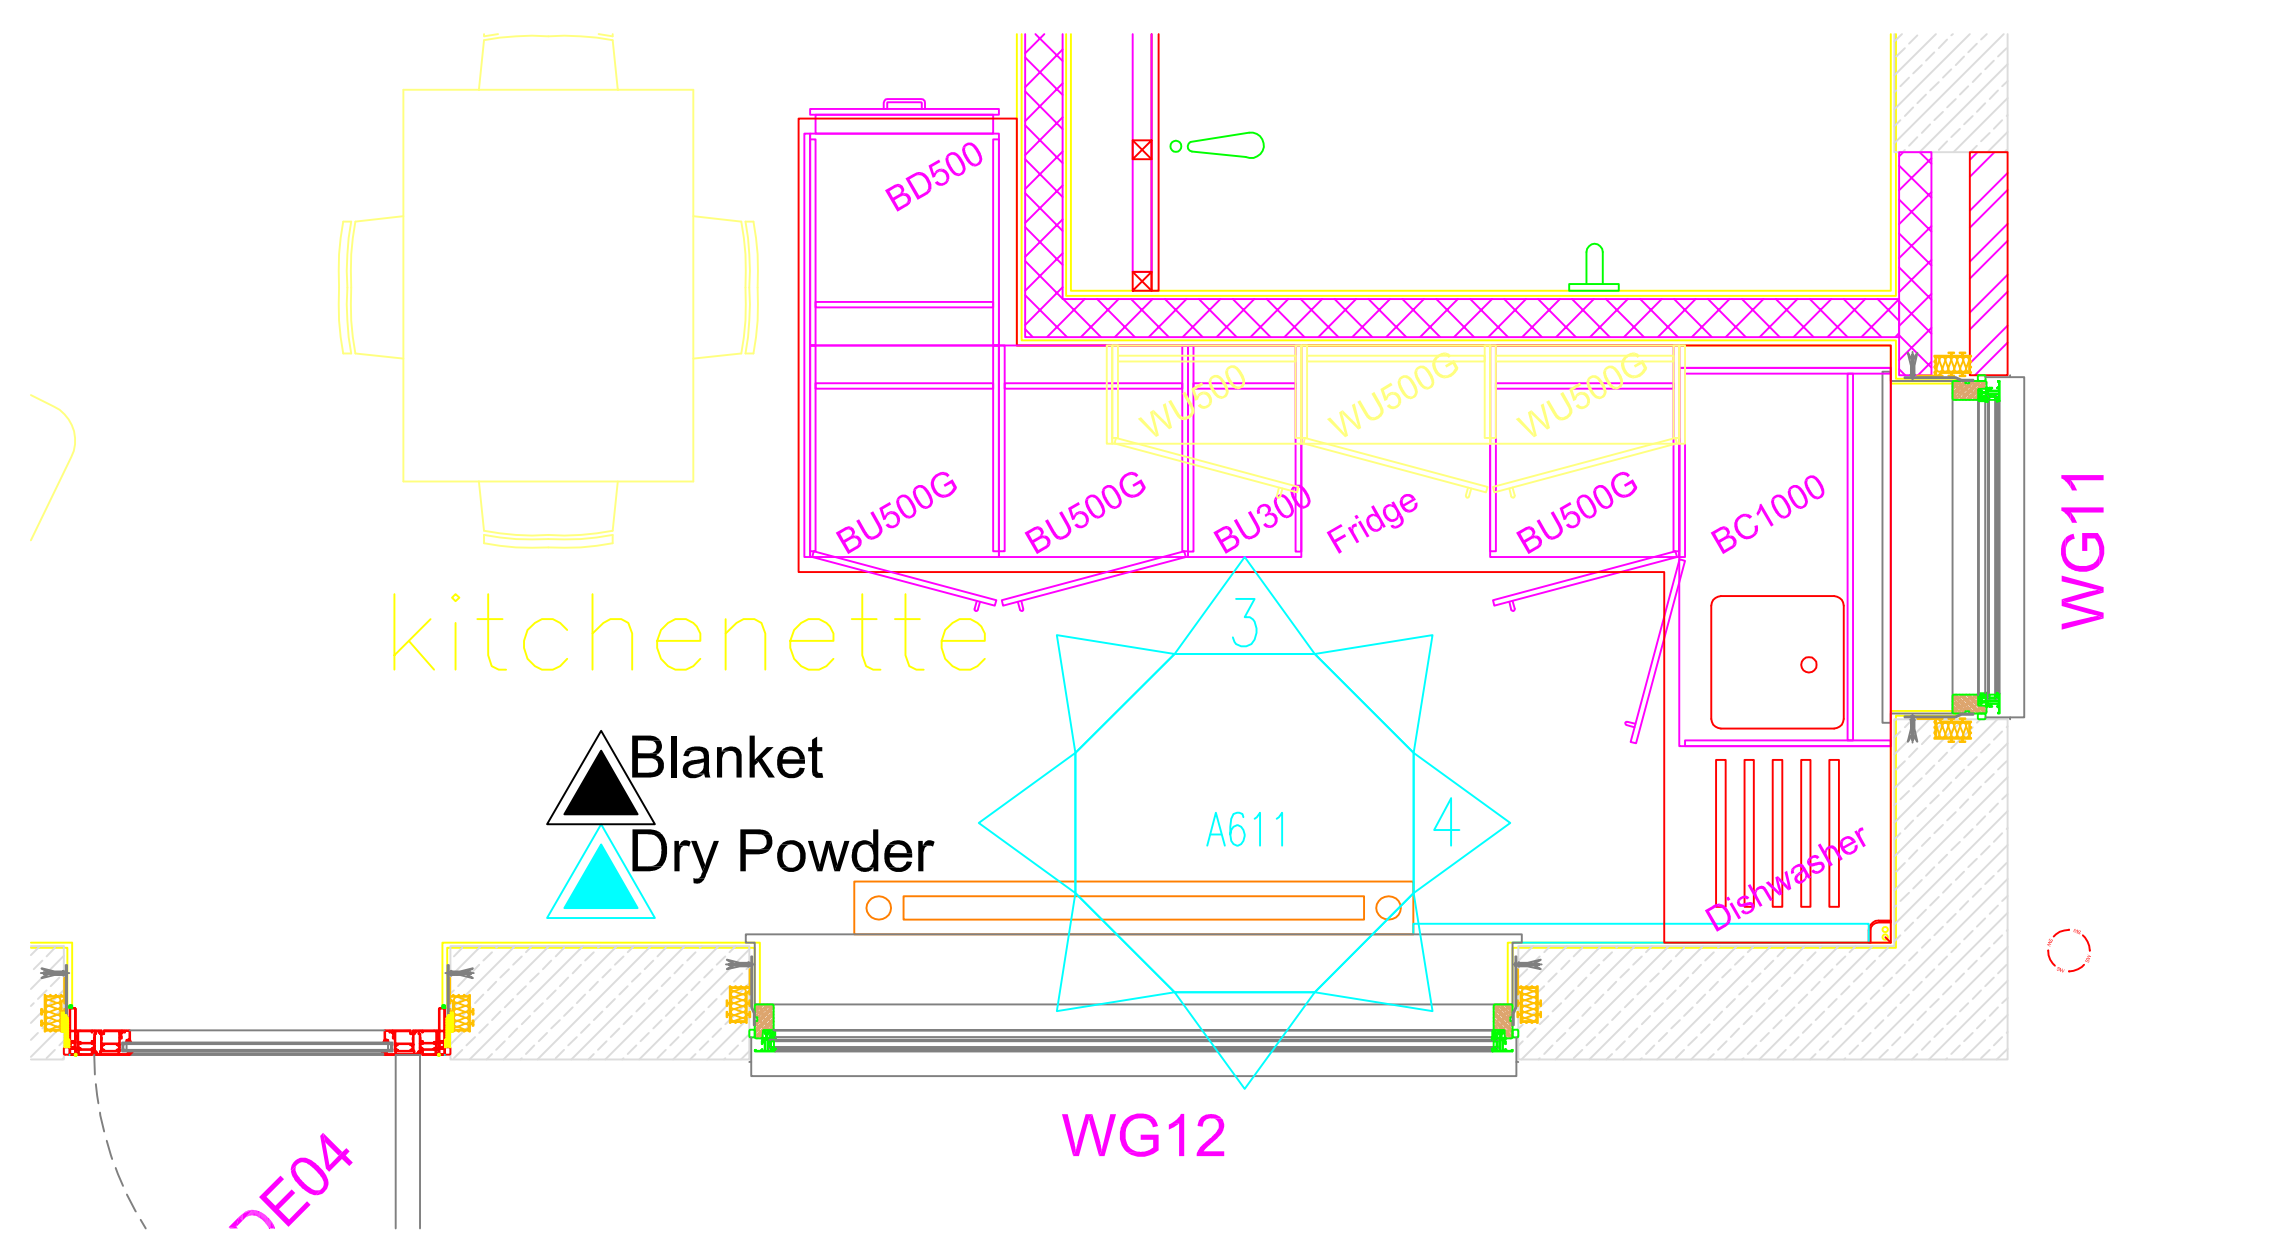 BD500
WU500
WU500G
WU500G
BU500G
BU500G
BU300
Fridge
BU500G
BC1000
WG11
kitchenette
3
Blanket
A611
4
Dry Powder
Dishwasher
WG12
DE04